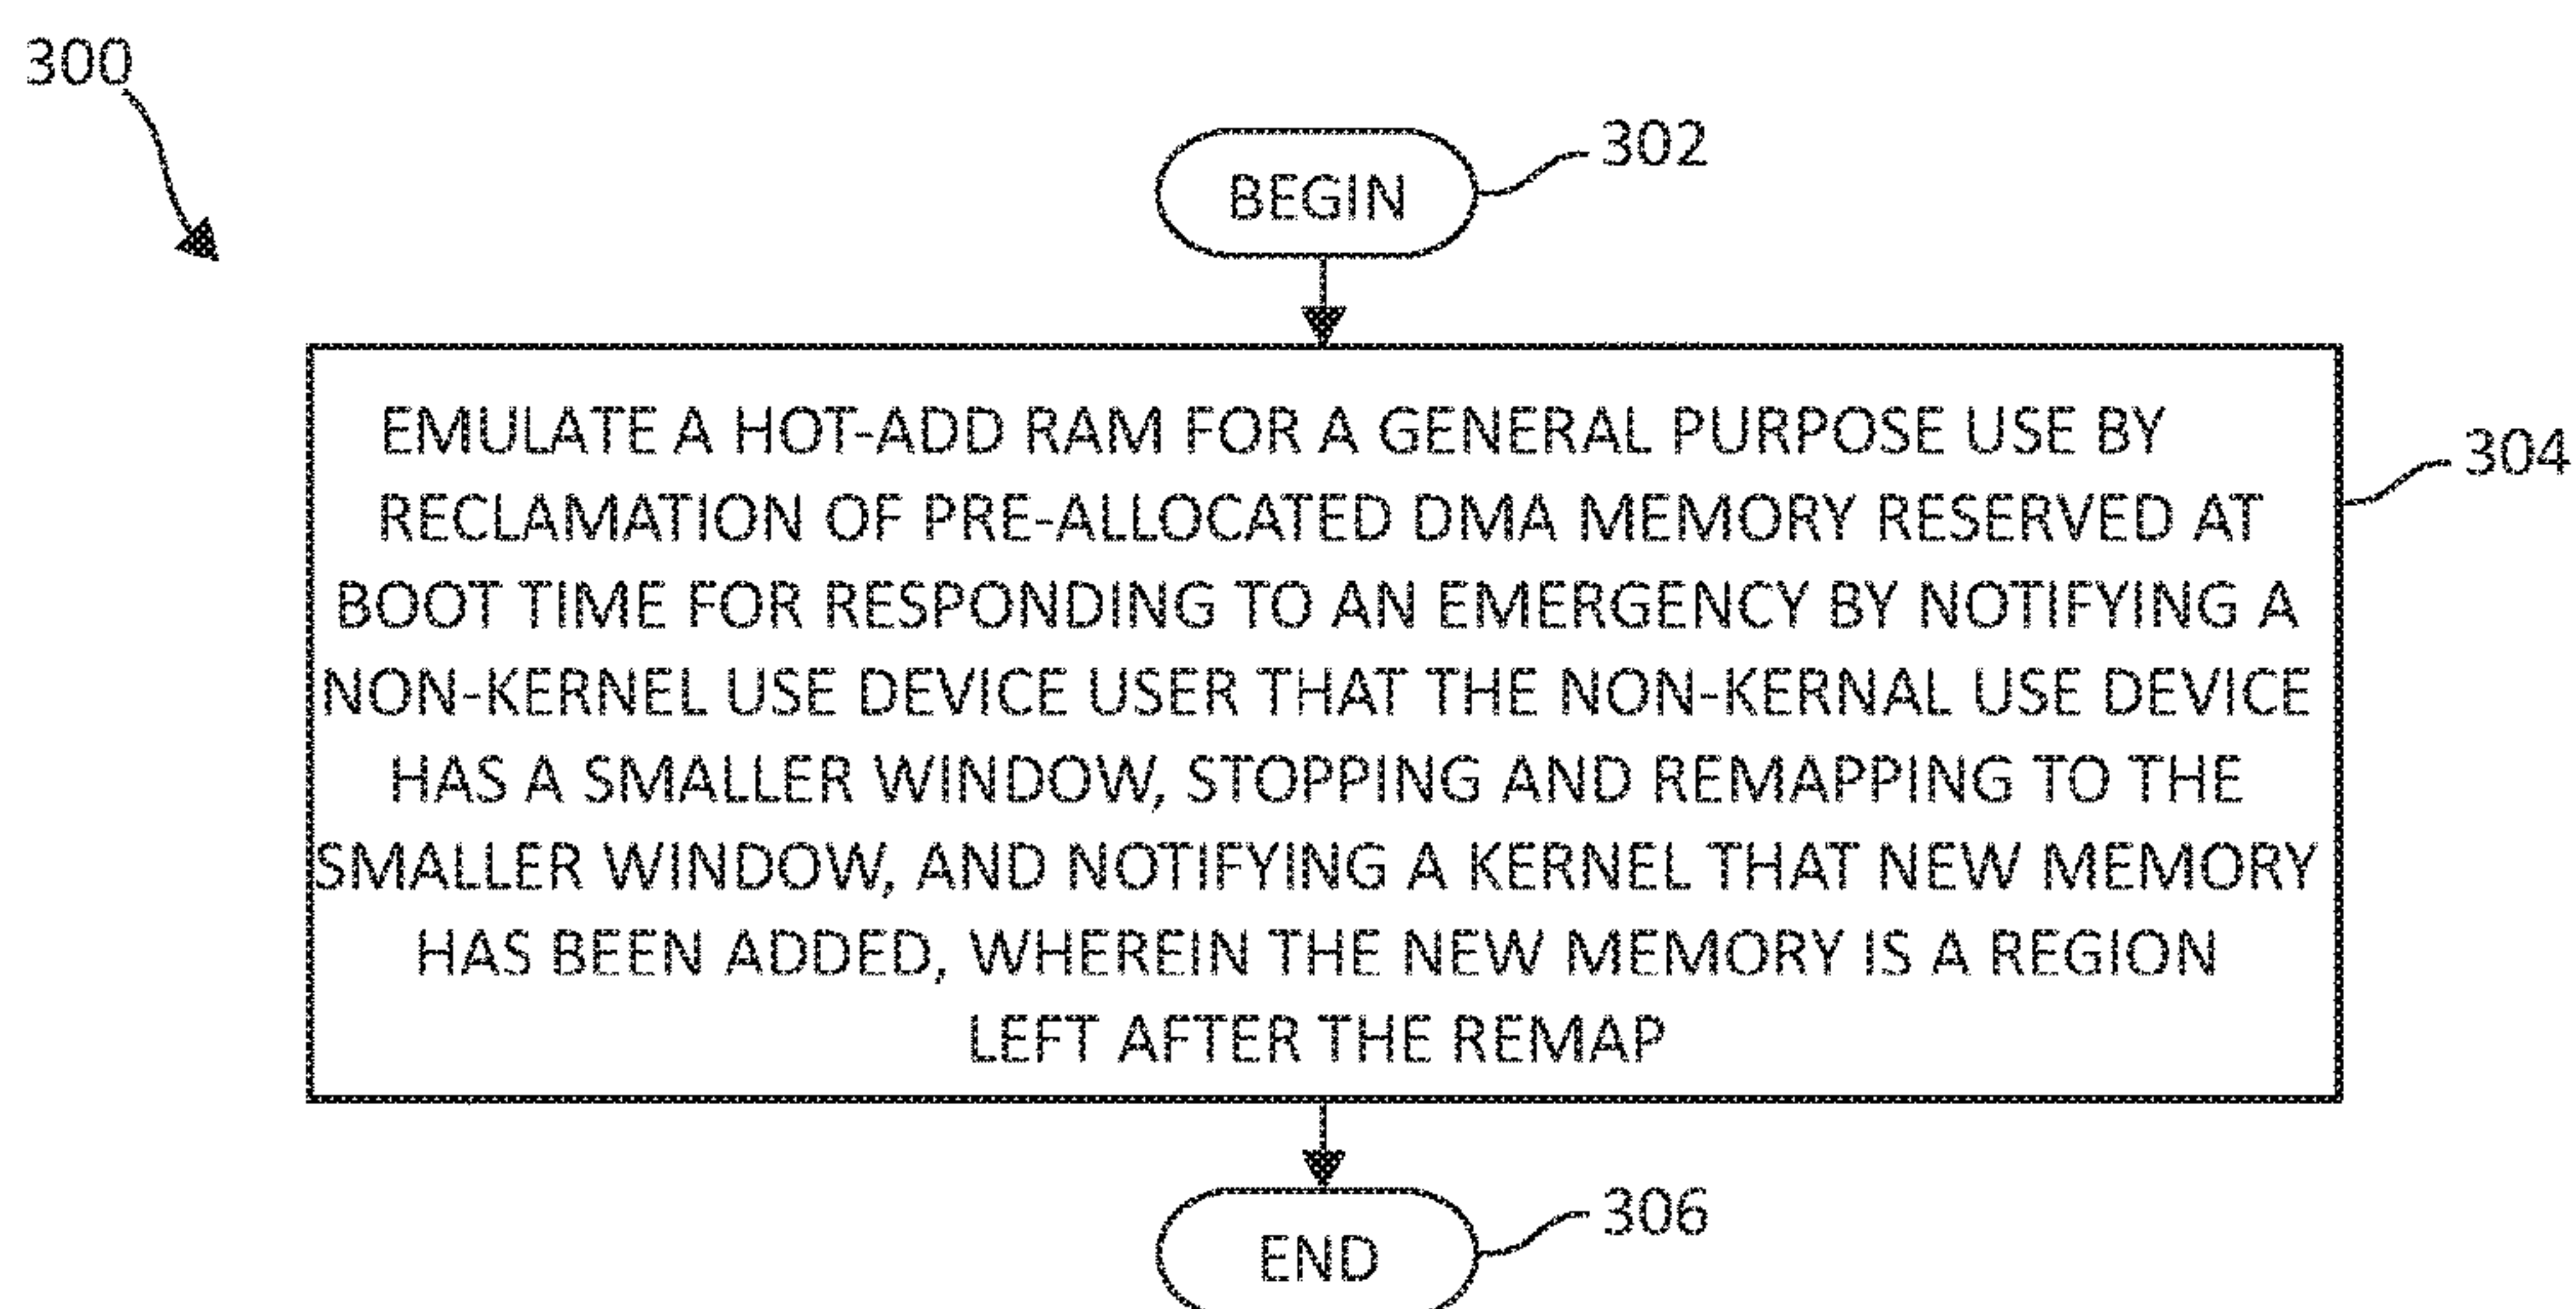 300
BEGIN
302
EMULATE A HOT-ADD RAM FOR A GENERAL PURPOSE USE BY
RECLAMATION OF PRE-ALLOCATED DMA MEMORY RESERVED AT
BOOT TIME FOR RESPONDING TO AN EMERGENCY BY NOTIFYING A
NON-KERNEL USE DEVICE USER THAT THE NON-KERNAL USE DEVICE
HAS A SMALLER WINDOW, STOPPING AND REMAPPING TO THE
SMALLER WINDOW, AND NOTIFYING A KERNEL THAT NEW MEMORY
HAS BEEN ADDED, WHEREIN THE NEW MEMORY IS A REGION
LEFT AFTER THE REMAP
304
END
306